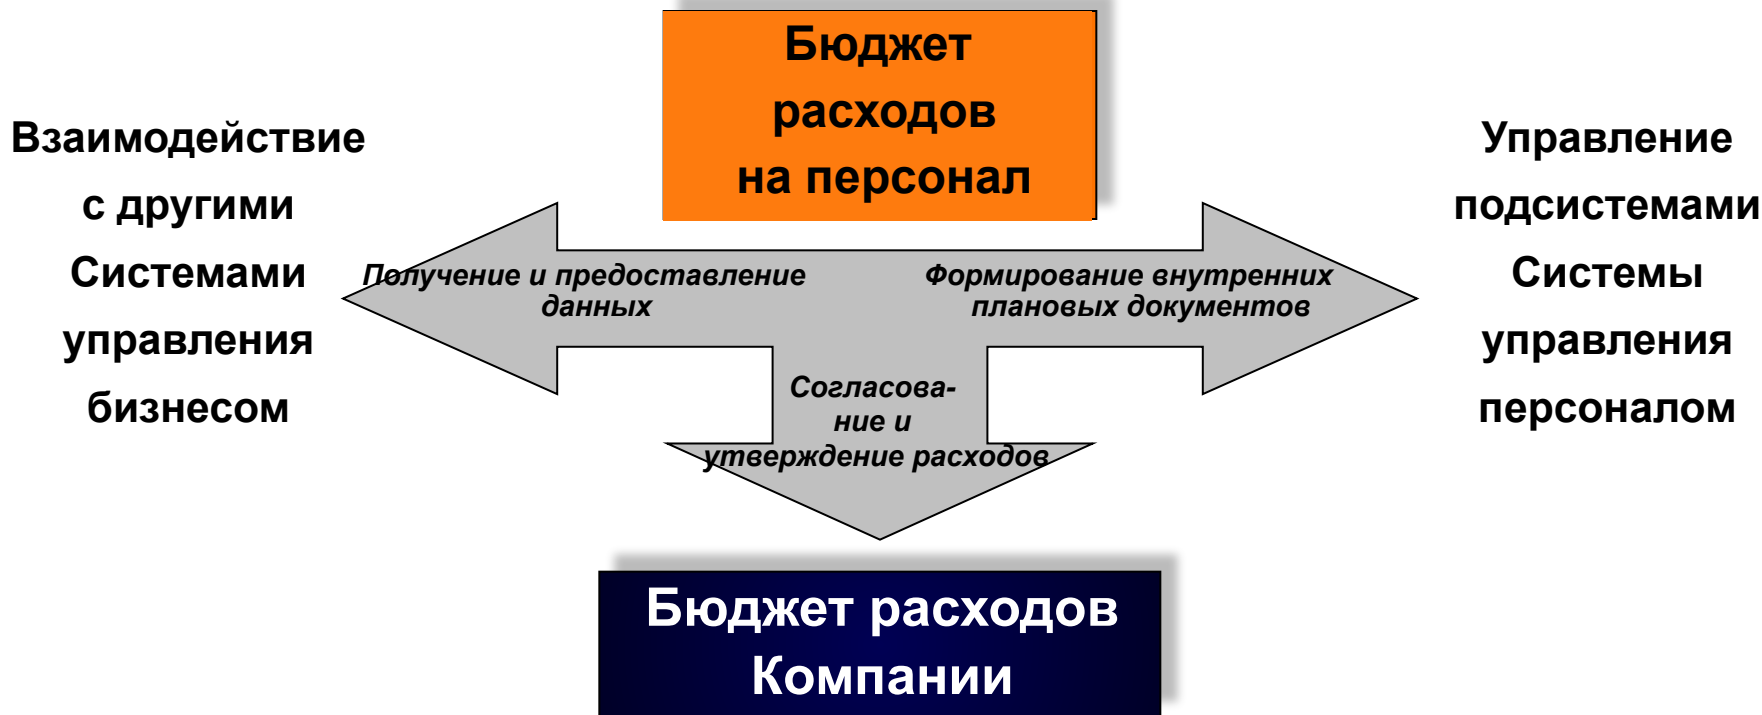 Бюджет
расходов
на персонал
Взаимодействие
с другими
Системами
управления
бизнесом
Получение и предоставление
данных
Формирование внутренних
плановых документов
Управление
подсистемами
Системы
управления
персоналом
Согласова-
ние и
утверждение расходов
Бюджет расходов
Компании